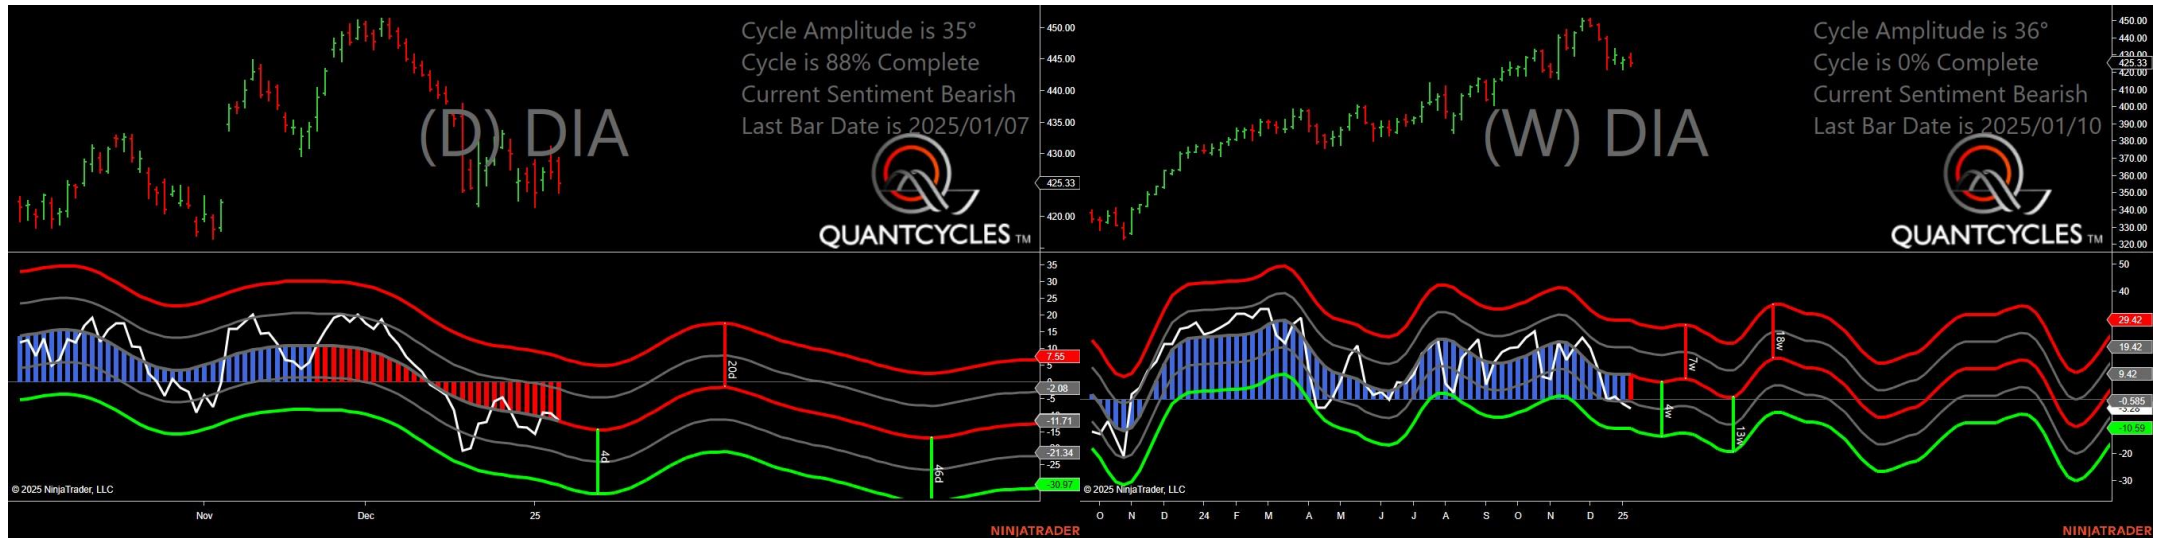 Cycle Amplitude is 35°
Cycle is 88% Complete
Current Sentiment Bearish
Last Bar Date is 2025/01/07
(D) DIA
QUANTCYCLES TM
450.00
445.00
440.00
435.00
430.00
425.33
420.00
35
30
25
20
15
10
7.55
5
-2.08
-5
-11.71
-15
-21.34
-25
-30.97
4d
20d
46d
© 2025 NinjaTrader, LLC
Nov
Dec
25
NINJATRADER
Cycle Amplitude is 36°
Cycle is 0% Complete
Current Sentiment Bearish
Last Bar Date is 2025/01/10
(W) DIA
QUANTCYCLES TM
450.00
440.00
430.00
425.33
420.00
400.00
390.00
380.00
370.00
360.00
350.00
340.00
330.00
320.00
50
40
29.42
19.42
9.42
-0.585
-3.28
-10.59
-20
-30
4w
7w
13w
18w
© 2025 NinjaTrader, LLC
O
N
D
24
F
M
A
M
J
J
A
S
O
N
D
25
NINJATRADER